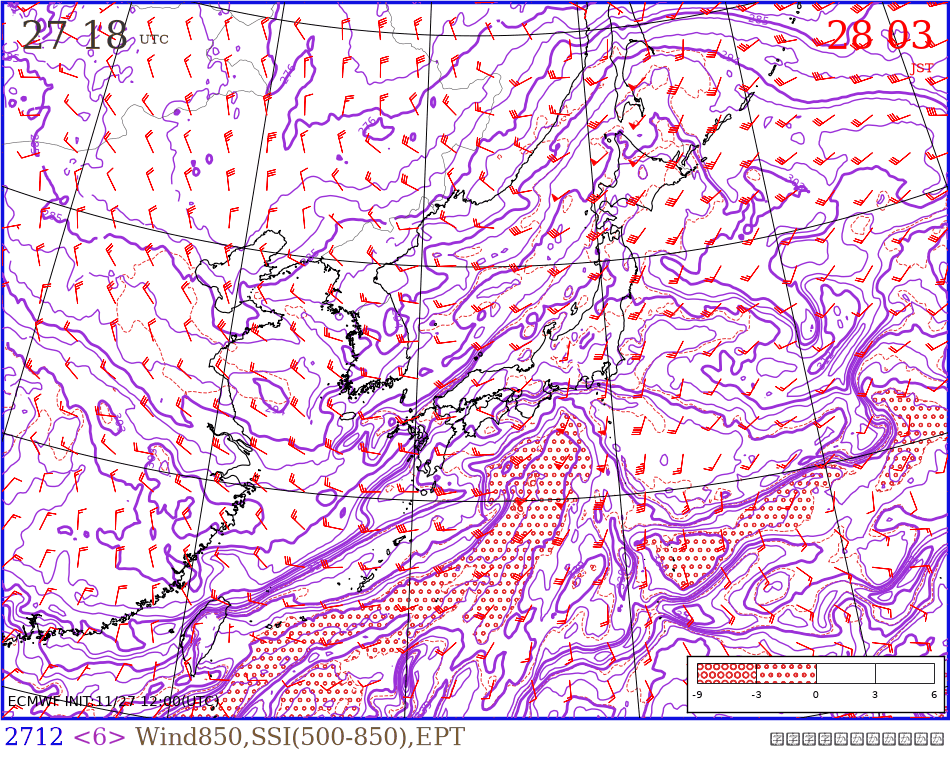 27 18 UTC 28 03
JST
ECMWF INIT:11/27 12:00(UTC)
-9 -3 0 3 6
2712 <6> Wind850,SSI(500-850),EPT